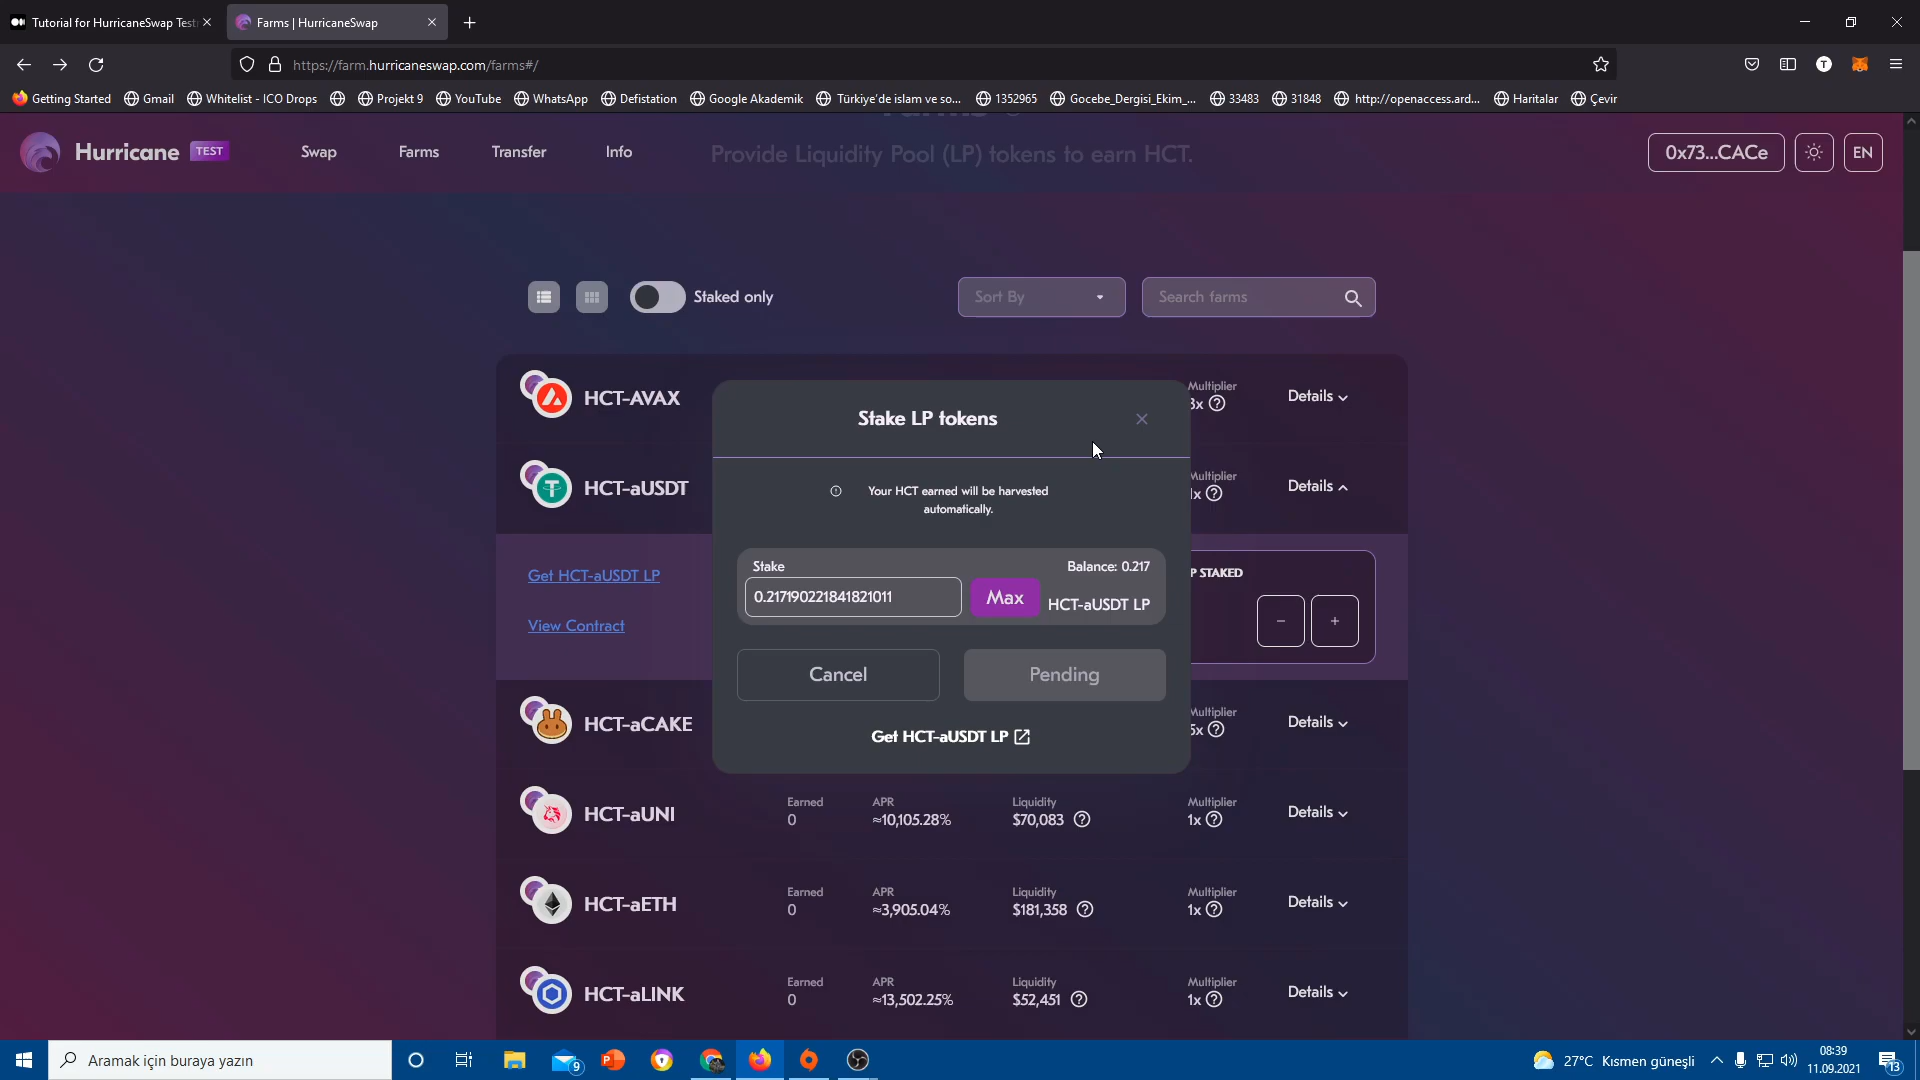 Tutorial for HurricaneSwap Test
Farms | HurricaneSwap
https://farm.hurricaneswap.com/farms#/
T
Getting Started
Gmail
Whitelist - ICO Drops
Projekt 9
YouTube
WhatsApp
Defistation
Google Akademik
Türkiye'de islam ve so...
1352965
Gocebe_Dergisi_Ekim_...
33483
31848
http://openaccess.ard...
Haritalar
Çevir
Hurricane TEST
Swap
Farms
Transfer
Info
Provide Liquidity Pool (LP) tokens to earn HCT.
0x73...CACe
EN
Staked only
Sort By
Search farms
HCT-AVAX
Multiplier
3x
Details
Stake LP tokens
HCT-aUSDT
Multiplier
1x
Details
Your HCT earned will be harvested
automatically.
Get HCT-aUSDT LP
View Contract
P STAKED
−
+
Stake
Balance: 0.217
0.217190221841821011
Max
HCT-aUSDT LP
Cancel
Pending
Get HCT-aUSDT LP
HCT-aCAKE
Multiplier
5x
Details
HCT-aUNI
Earned
0
APR
≈10,105.28%
Liquidity
$70,083
Multiplier
1x
Details
HCT-aETH
Earned
0
APR
≈3,905.04%
Liquidity
$181,358
Multiplier
1x
Details
HCT-aLINK
Earned
0
APR
≈13,502.25%
Liquidity
$52,451
Multiplier
1x
Details
Aramak için buraya yazın
9
27°C Kısmen güneşli
08:39
11.09.2021
13